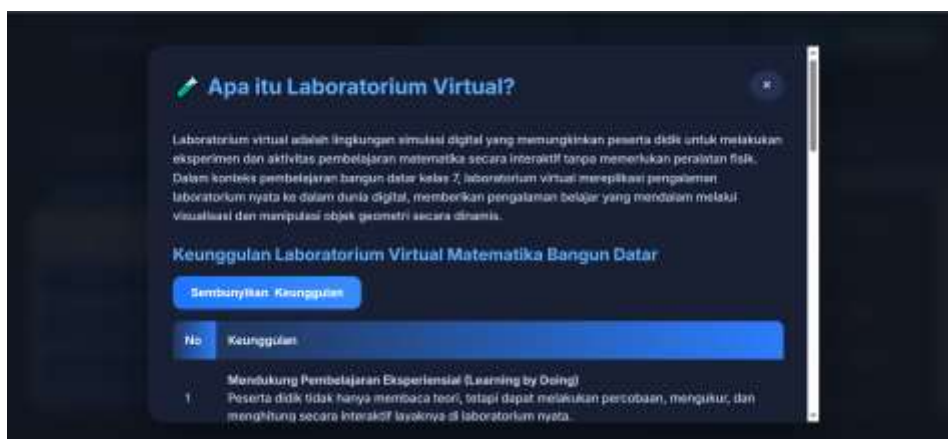 Apa itu Laboratorium Virtual?
×
Laboratorium virtual adalah lingkungan simulasi digital yang memungkinkan peserta didik untuk melakukan
eksperimen dan aktivitas pembelajaran matematika secara interaktif tanpa memerlukan peralatan fisik.
Dalam konteks pembelajaran bangun datar kelas 7, laboratorium virtual mereplikasi pengalaman
laboratorium nyata ke dalam dunia digital, memberikan pengalaman belajar yang mendalam melalui
visualisasi dan manipulasi objek geometri secara dinamis.
Keunggulan Laboratorium Virtual Matematika Bangun Datar
Sembunyikan Keunggulan
No Keunggulan
Mendukung Pembelajaran Eksperiensial (Learning by Doing)
1 Peserta didik tidak hanya membaca teori, tetapi dapat melakukan percobaan, mengukur, dan
menghitung secara interaktif layaknya di laboratorium nyata.